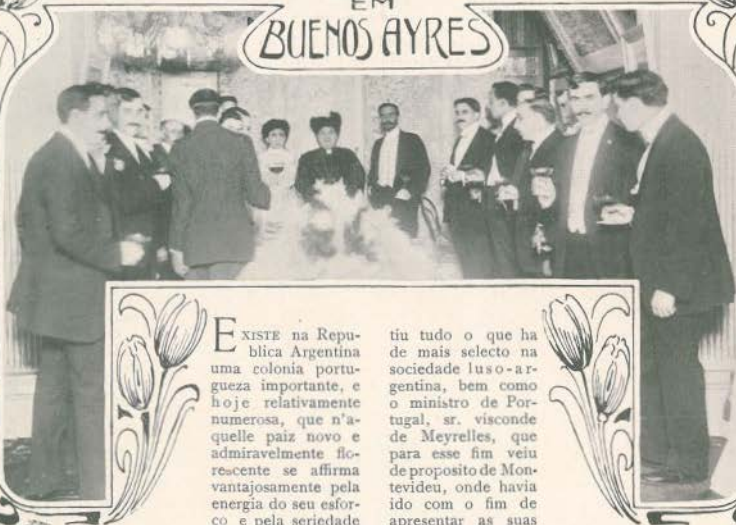 EM
BUENOS AYRES
EXISTE na Repu-
blica Argentina
uma colonia portu-
gueza importante, e
hoje relativamente
numerosa, que n'a-
quelle paiz novo e
admiravelmente flo-
rescente se affirma
vantajosamente pela
energia do seu esfor-
ço e pela seriedade
tiu tudo o que ha
de mais selecto na
sociedade luso-ar-
gentina, bem como
o ministro de Por-
tugal, sr. visconde
de Meyrelles, que
para esse fim veiu
de proposito de Mon-
tevideu, onde havia
ido com o fim de
apresentar as suas